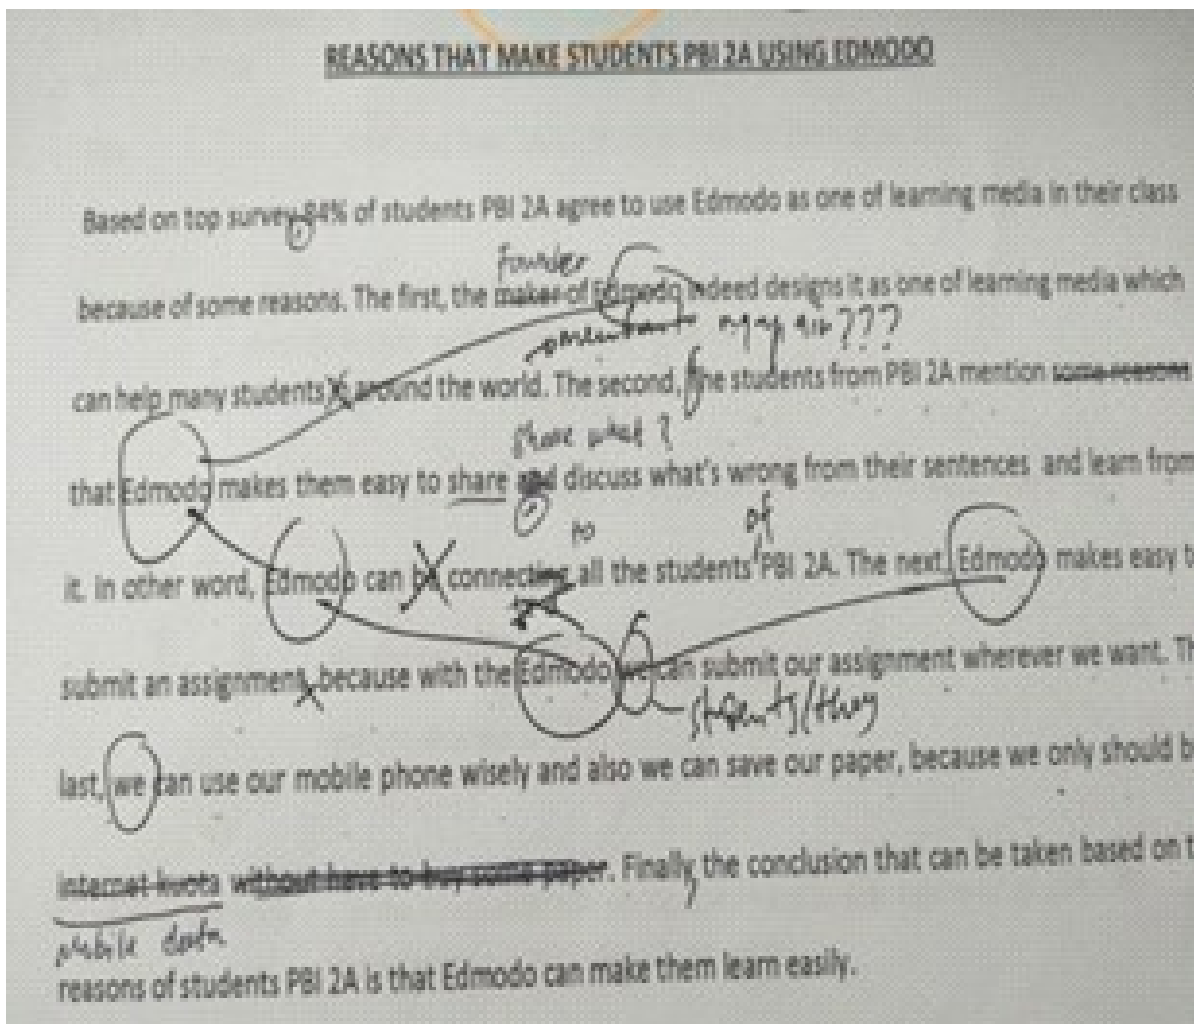 REASONS THAT MAKE STUDENTS PBI 2A USING EDMODO
Based on top survey 84% of students PBI 2A agree to use Edmodo as one of learning media in their class
Founder
because of some reasons. The first, the maker of Edmodo indeed designs it as one of learning media which
???
can help many students around the world. The second, the students from PBI 2A mention some reasons
share what?
that Edmodo makes them easy to share and discuss what's wrong from their sentences and learn from
to of
it. In other word, Edmodo can be connecting all the students PBI 2A. The next, Edmodo makes easy t
submit an assignment, because with the Edmodo we can submit our assignment wherever we want. Th
students/they
last, we can use our mobile phone wisely and also we can save our paper, because we only should b
internet kuota without have to buy some paper. Finally, the conclusion that can be taken based on t
mobile data
reasons of students PBI 2A is that Edmodo can make them learn easily.